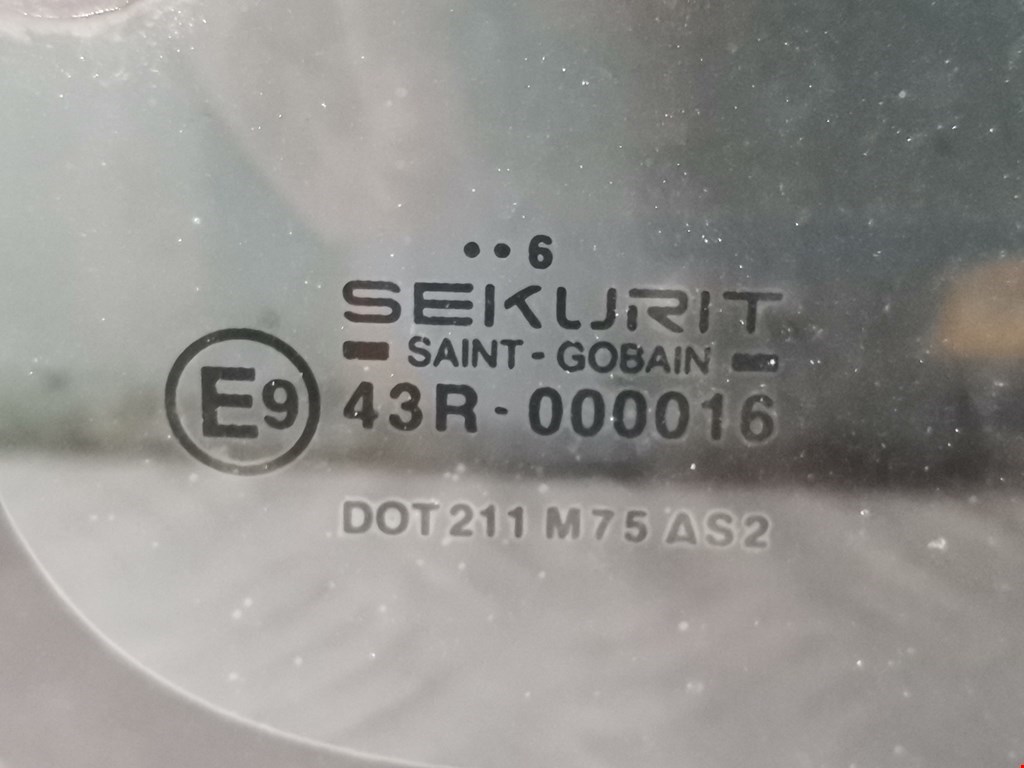 ••6
SEKURIT
SAINT-GOBAIN
E9 43R-000016
DOT 211 M75 AS2